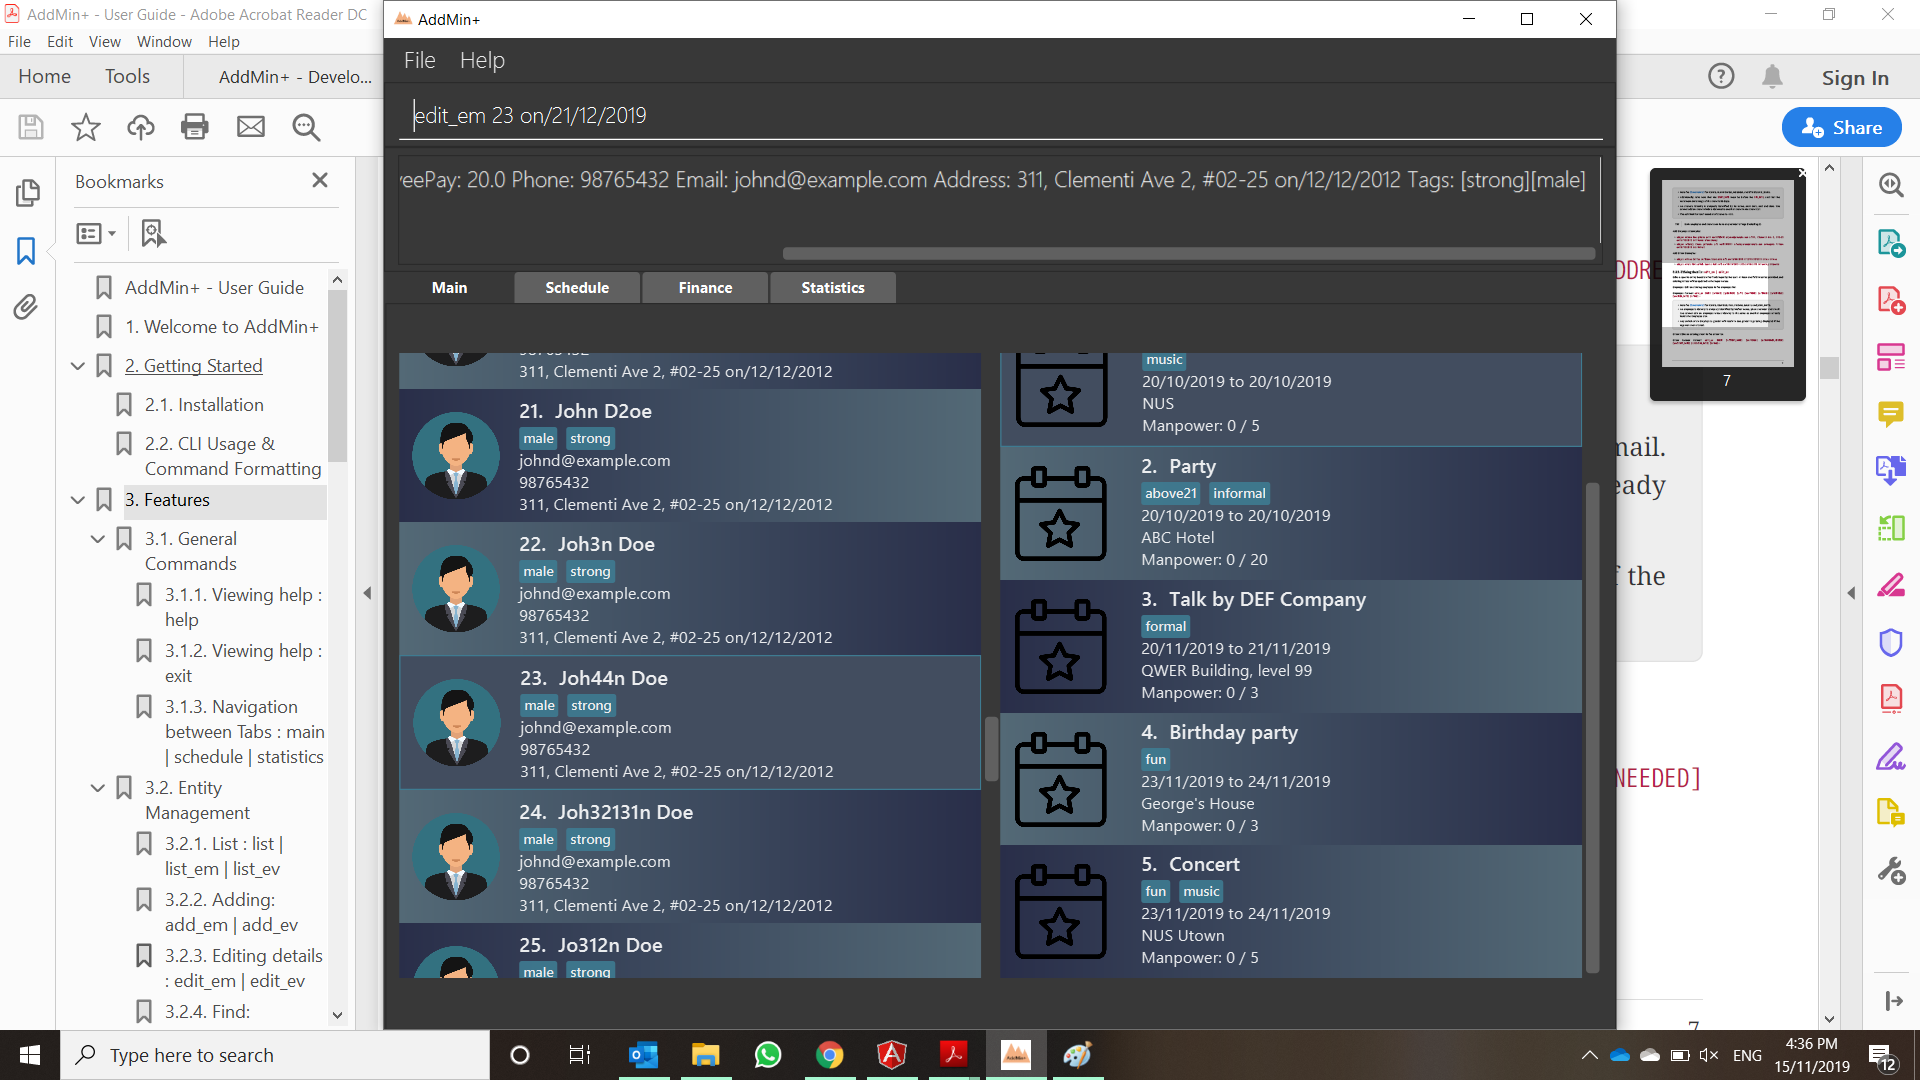 AddMin+ - User Guide - Adobe Acrobat Reader DC
File Edit View Window Help
Home Tools AddMin+ - Develo...
Sign In
Share
Bookmarks
AddMin+ - User Guide
1. Welcome to AddMin+
2. Getting Started
2.1. Installation
2.2. CLI Usage &
Command Formatting
3. Features
3.1. General
Commands
3.1.1. Viewing help :
help
3.1.2. Viewing help :
exit
3.1.3. Navigation
between Tabs : main
| schedule | statistics
3.2. Entity
Management
3.2.1. List : list |
list_em | list_ev
3.2.2. Adding:
add_em | add_ev
3.2.3. Editing details
: edit_em | edit_ev
3.2.4. Find:
AddMin+
File Help
edit_em 23 on/21/12/2019
eePay: 20.0 Phone: 98765432 Email: johnd@example.com Address: 311, Clementi Ave 2, #02-25 on/12/12/2012 Tags: [strong][male]
Main Schedule Finance Statistics
98765432
311, Clementi Ave 2, #02-25 on/12/12/2012
21. John D2oe
male strong
johnd@example.com
98765432
311, Clementi Ave 2, #02-25 on/12/12/2012
22. Joh3n Doe
male strong
johnd@example.com
98765432
311, Clementi Ave 2, #02-25 on/12/12/2012
23. Joh44n Doe
male strong
johnd@example.com
98765432
311, Clementi Ave 2, #02-25 on/12/12/2012
24. Joh32131n Doe
male strong
johnd@example.com
98765432
311, Clementi Ave 2, #02-25 on/12/12/2012
25. Jo312n Doe
male strong
music
20/10/2019 to 20/10/2019
NUS
Manpower: 0 / 5
2. Party
above21 informal
20/10/2019 to 20/10/2019
ABC Hotel
Manpower: 0 / 20
3. Talk by DEF Company
formal
20/11/2019 to 21/11/2019
QWER Building, level 99
Manpower: 0 / 3
4. Birthday party
fun
23/11/2019 to 24/11/2019
George's House
Manpower: 0 / 3
5. Concert
fun music
23/11/2019 to 24/11/2019
NUS Utown
Manpower: 0 / 5
DDRE
7
mail.
eady
f the
NEEDED]
7
Type here to search
AddMin+
ENG
4:36 PM
15/11/2019
12